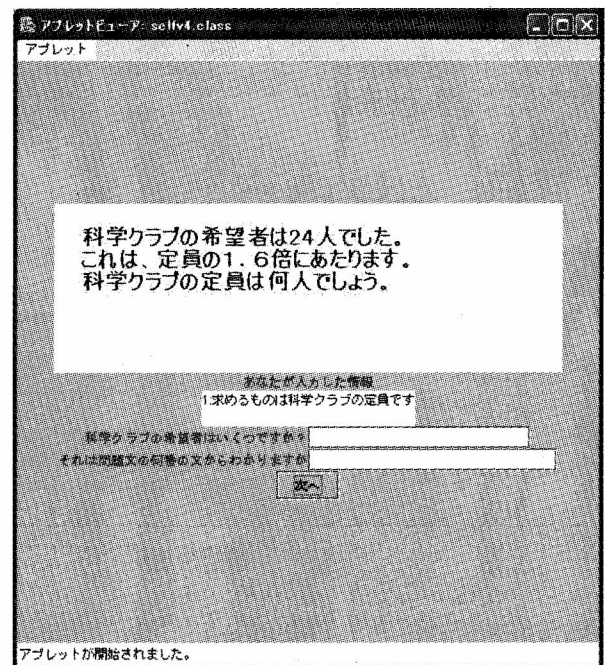 アプレットビューア: selfv4.class
アプレット
科学クラブの希望者は24人でした。
これは、定員の1.6倍にあたります。
科学クラブの定員は何人でしょう。
あなたが入力した情報
1:求めるものは科学クラブの定員です
科学クラブの希望者はいくつですか?
それは問題文の何番の文からわかりますか
次へ
アプレットが開始されました。